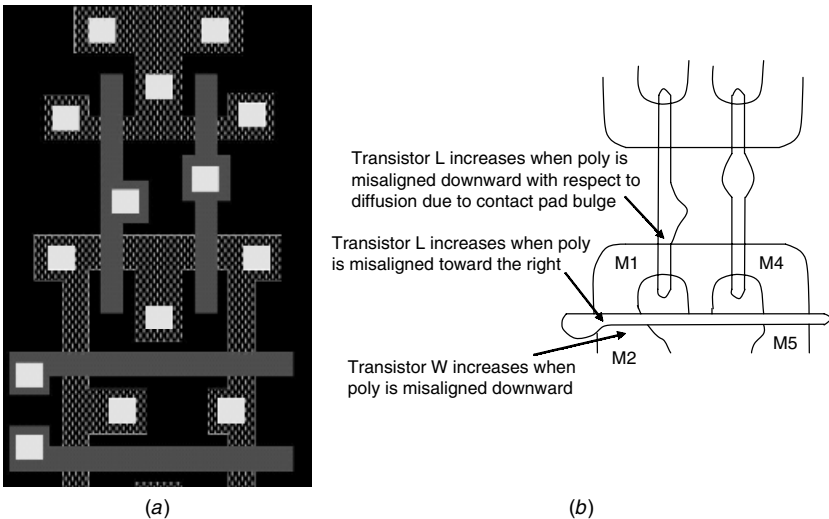 Transistor L increases when poly is
misaligned downward with respect to
diffusion due to contact pad bulge
Transistor L increases when poly
is misaligned toward the right
M1
M4
Transistor W increases when
poly is misaligned downward
M2
M5
(a)
(b)